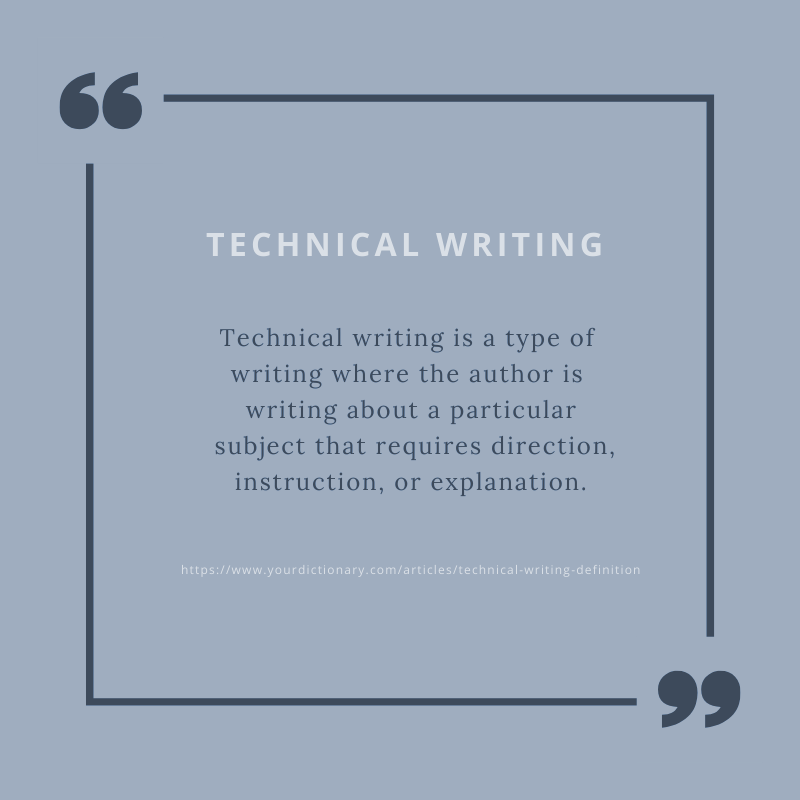 “
TECHNICAL WRITING
Technical writing is a type of
writing where the author is
writing about a particular
subject that requires direction,
instruction, or explanation.
https://www.yourdictionary.com/articles/technical-writing-definition
”